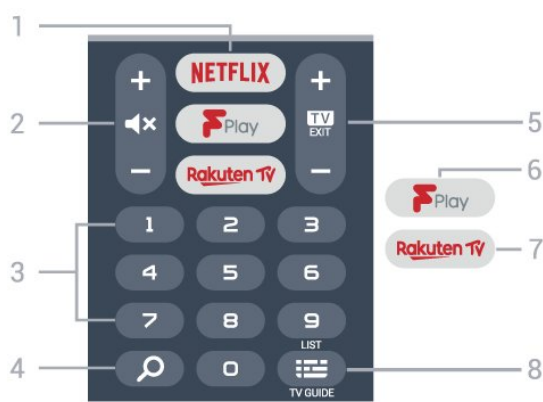 1
NETFLIX
+ +
2
F Play
TV
EXIT
5
- -
Rakuten TV
6
F Play
1 2 3
Rakuten TV
7
3
4 5 6
7 8 9
LIST
4
0
8
TV GUIDE